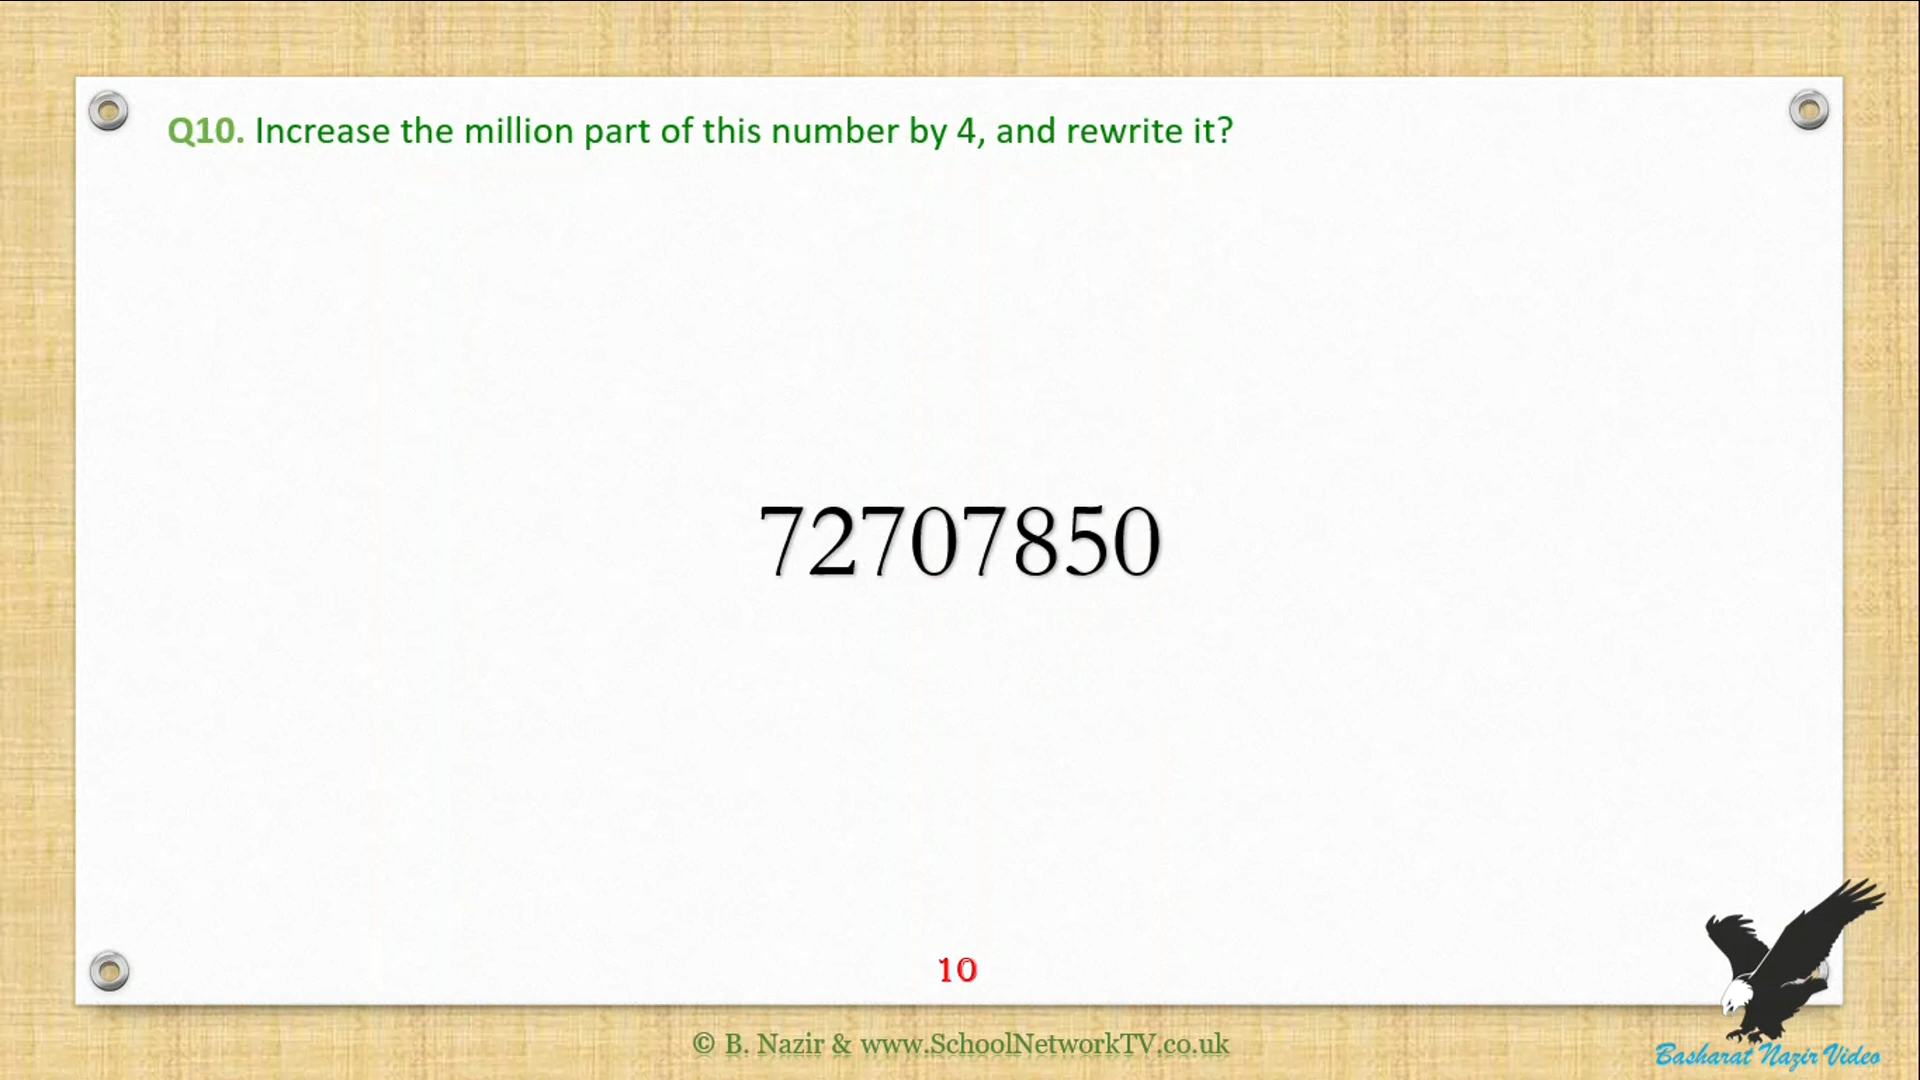 Q10. Increase the million part of this number by 4, and rewrite it?
72707850
10
© B. Nazir & www.SchoolNetworkTV.co.uk
Basharat Nazir Video